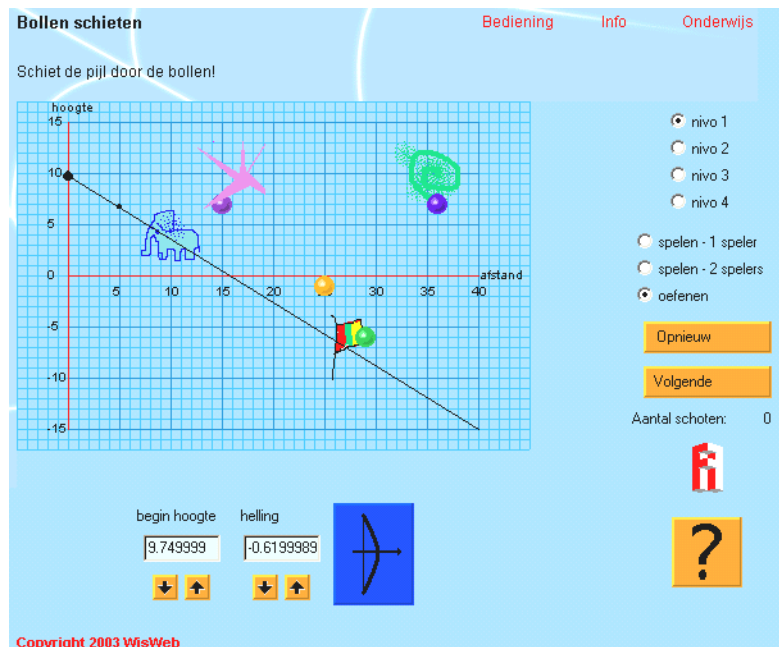 Bollen schieten
Bediening Info Onderwijs
Schiet de pijl door de bollen!
hoogte
15
10
5
0
-5
-10
-15
5 10 15 20 25 30 35 40
afstand
nivo 1
nivo 2
nivo 3
nivo 4
spelen - 1 speler
spelen - 2 spelers
oefenen
Opnieuw
Volgende
Aantal schoten: 0
begin hoogte helling
9.749999 -0.6199989
?
Copyright 2003 WisWeb